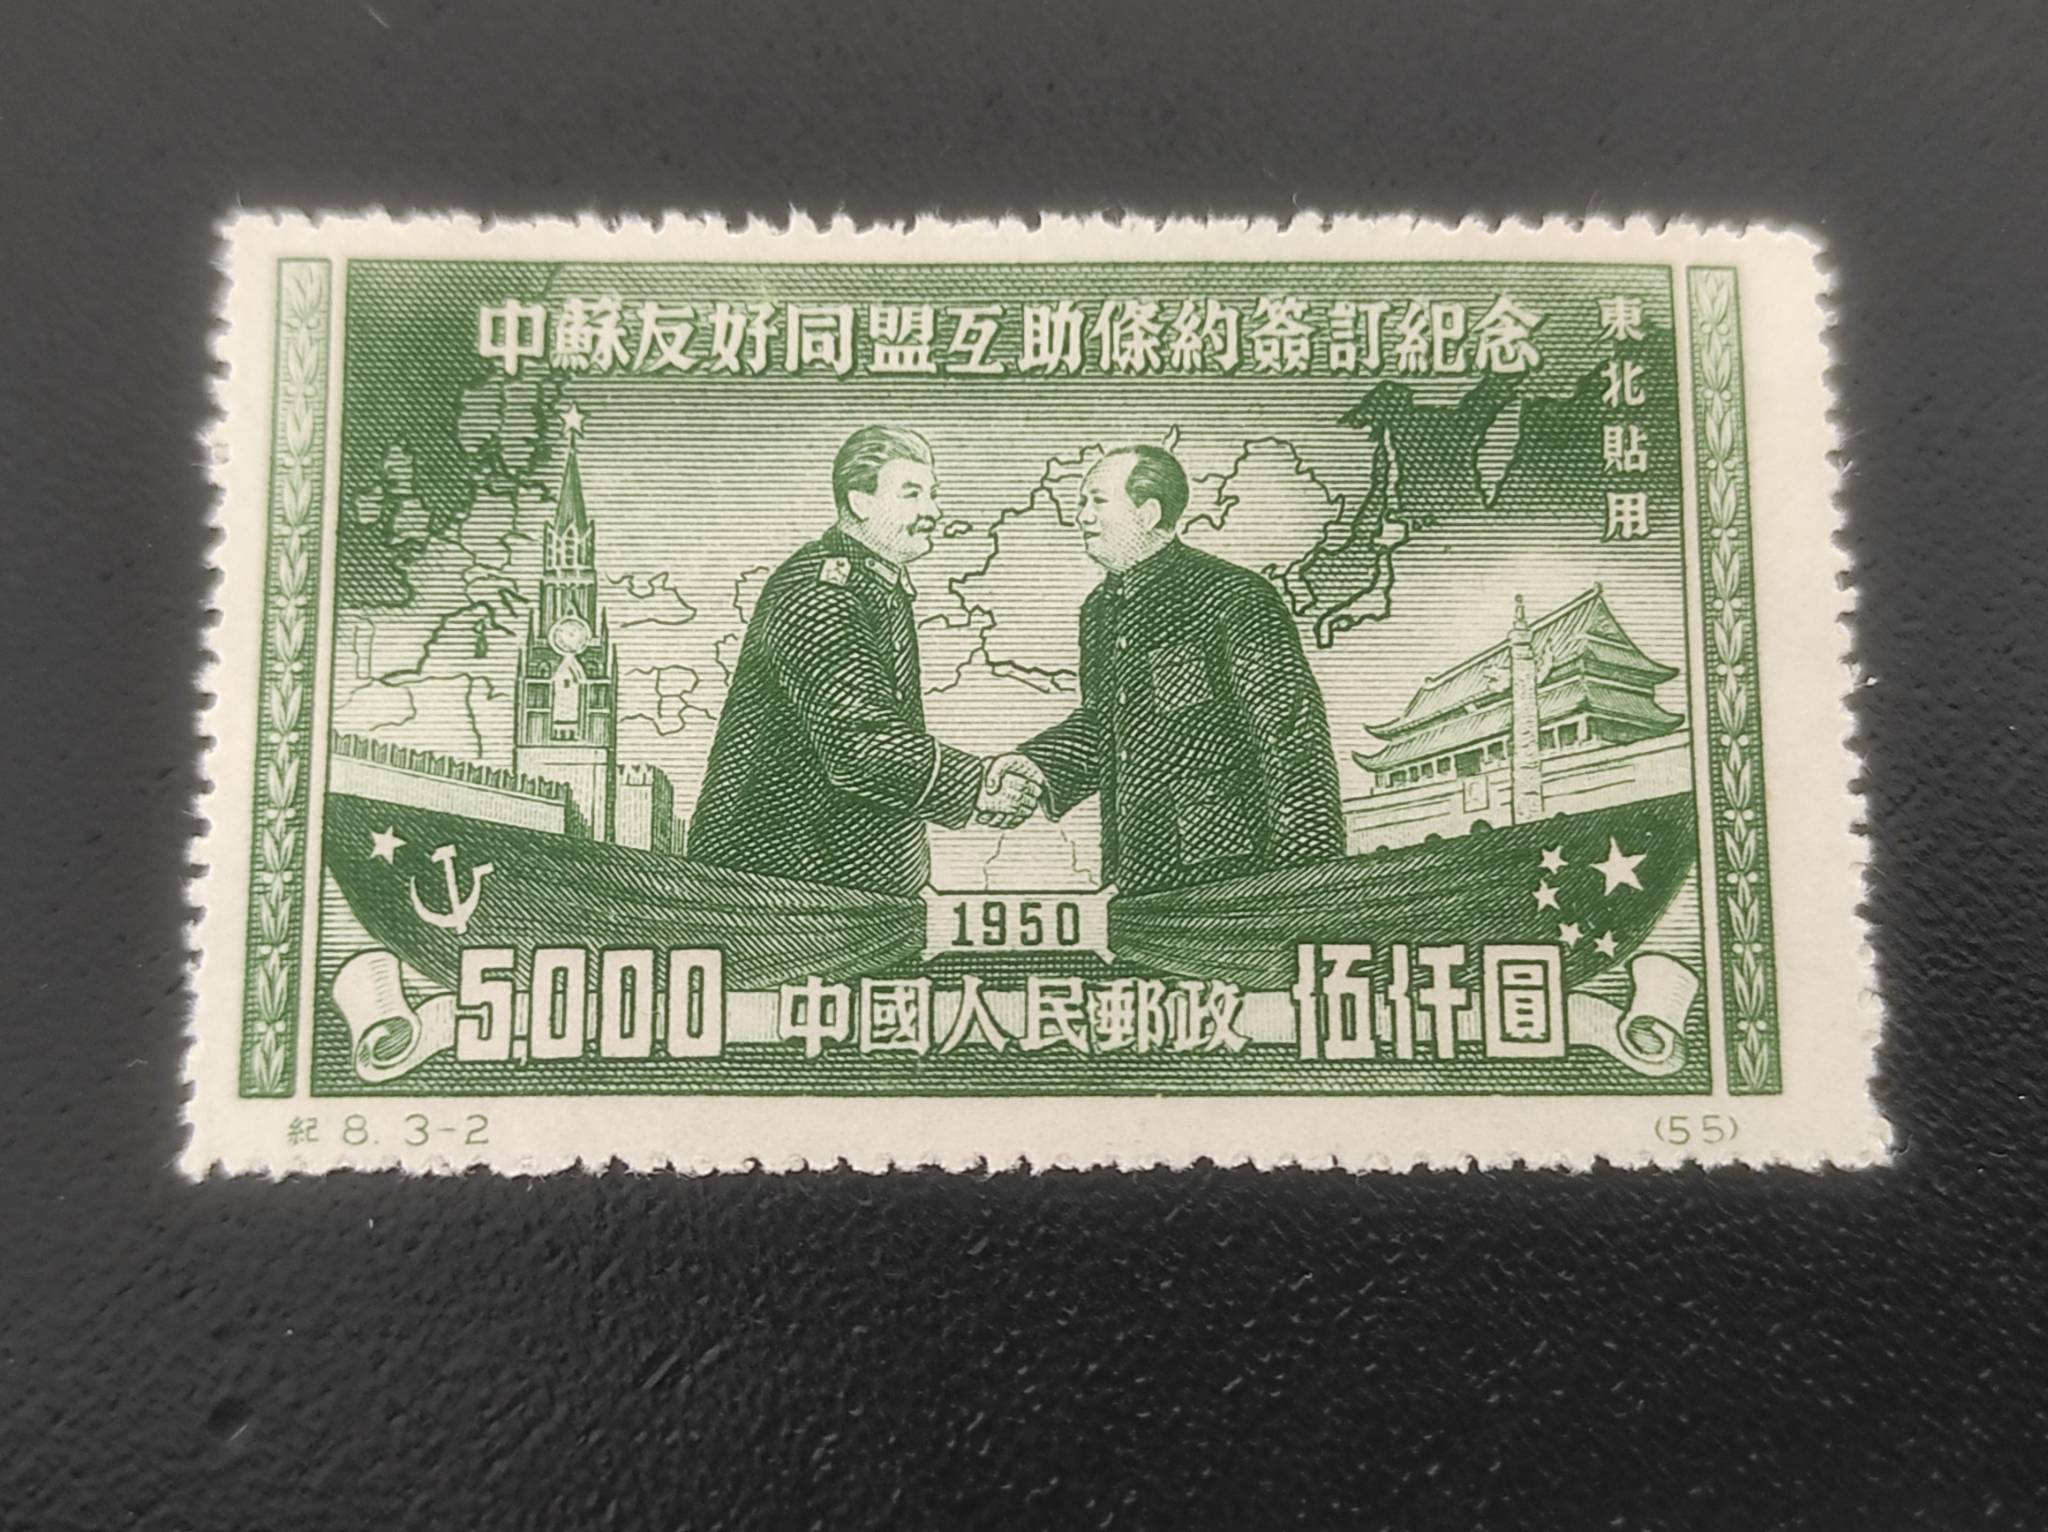 中蘇友好同盟互助條約簽訂紀念
東北貼用
1950
5,000 中國人民郵政 伍仟圓
紀 8. 3-2 (55)